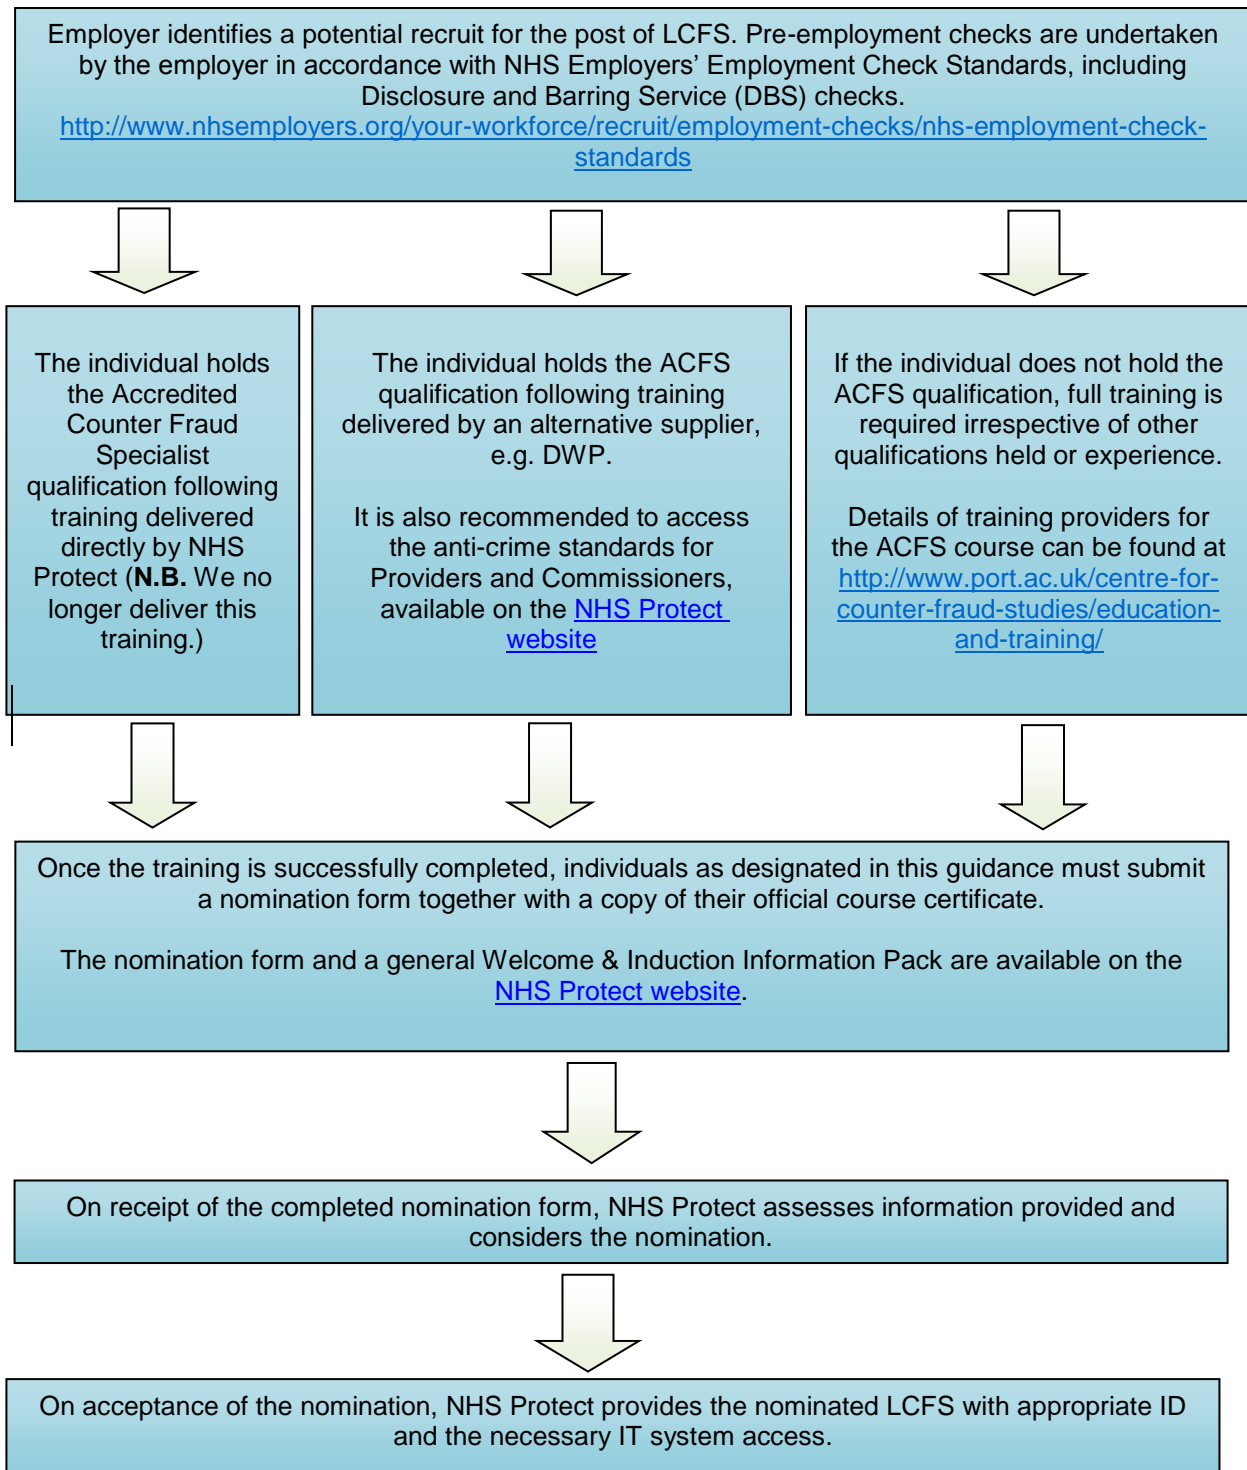 Employer identifies a potential recruit for the post of LCFS. Pre-employment checks are undertaken
by the employer in accordance with NHS Employers’ Employment Check Standards, including
Disclosure and Barring Service (DBS) checks.
http://www.nhsemployers.org/your-workforce/recruit/employment-checks/nhs-employment-check-
standards
The individual holds
the Accredited
Counter Fraud
Specialist
qualification following
training delivered
directly by NHS
Protect (N.B. We no
longer deliver this
training.)
The individual holds the ACFS
qualification following training
delivered by an alternative supplier,
e.g. DWP.
It is also recommended to access
the anti-crime standards for
Providers and Commissioners,
available on the NHS Protect
website
If the individual does not hold the
ACFS qualification, full training is
required irrespective of other
qualifications held or experience.
Details of training providers for
the ACFS course can be found at
http://www.port.ac.uk/centre-for-
counter-fraud-studies/education-
and-training/
Once the training is successfully completed, individuals as designated in this guidance must submit
a nomination form together with a copy of their official course certificate.
The nomination form and a general Welcome & Induction Information Pack are available on the
NHS Protect website.
On receipt of the completed nomination form, NHS Protect assesses information provided and
considers the nomination.
On acceptance of the nomination, NHS Protect provides the nominated LCFS with appropriate ID
and the necessary IT system access.